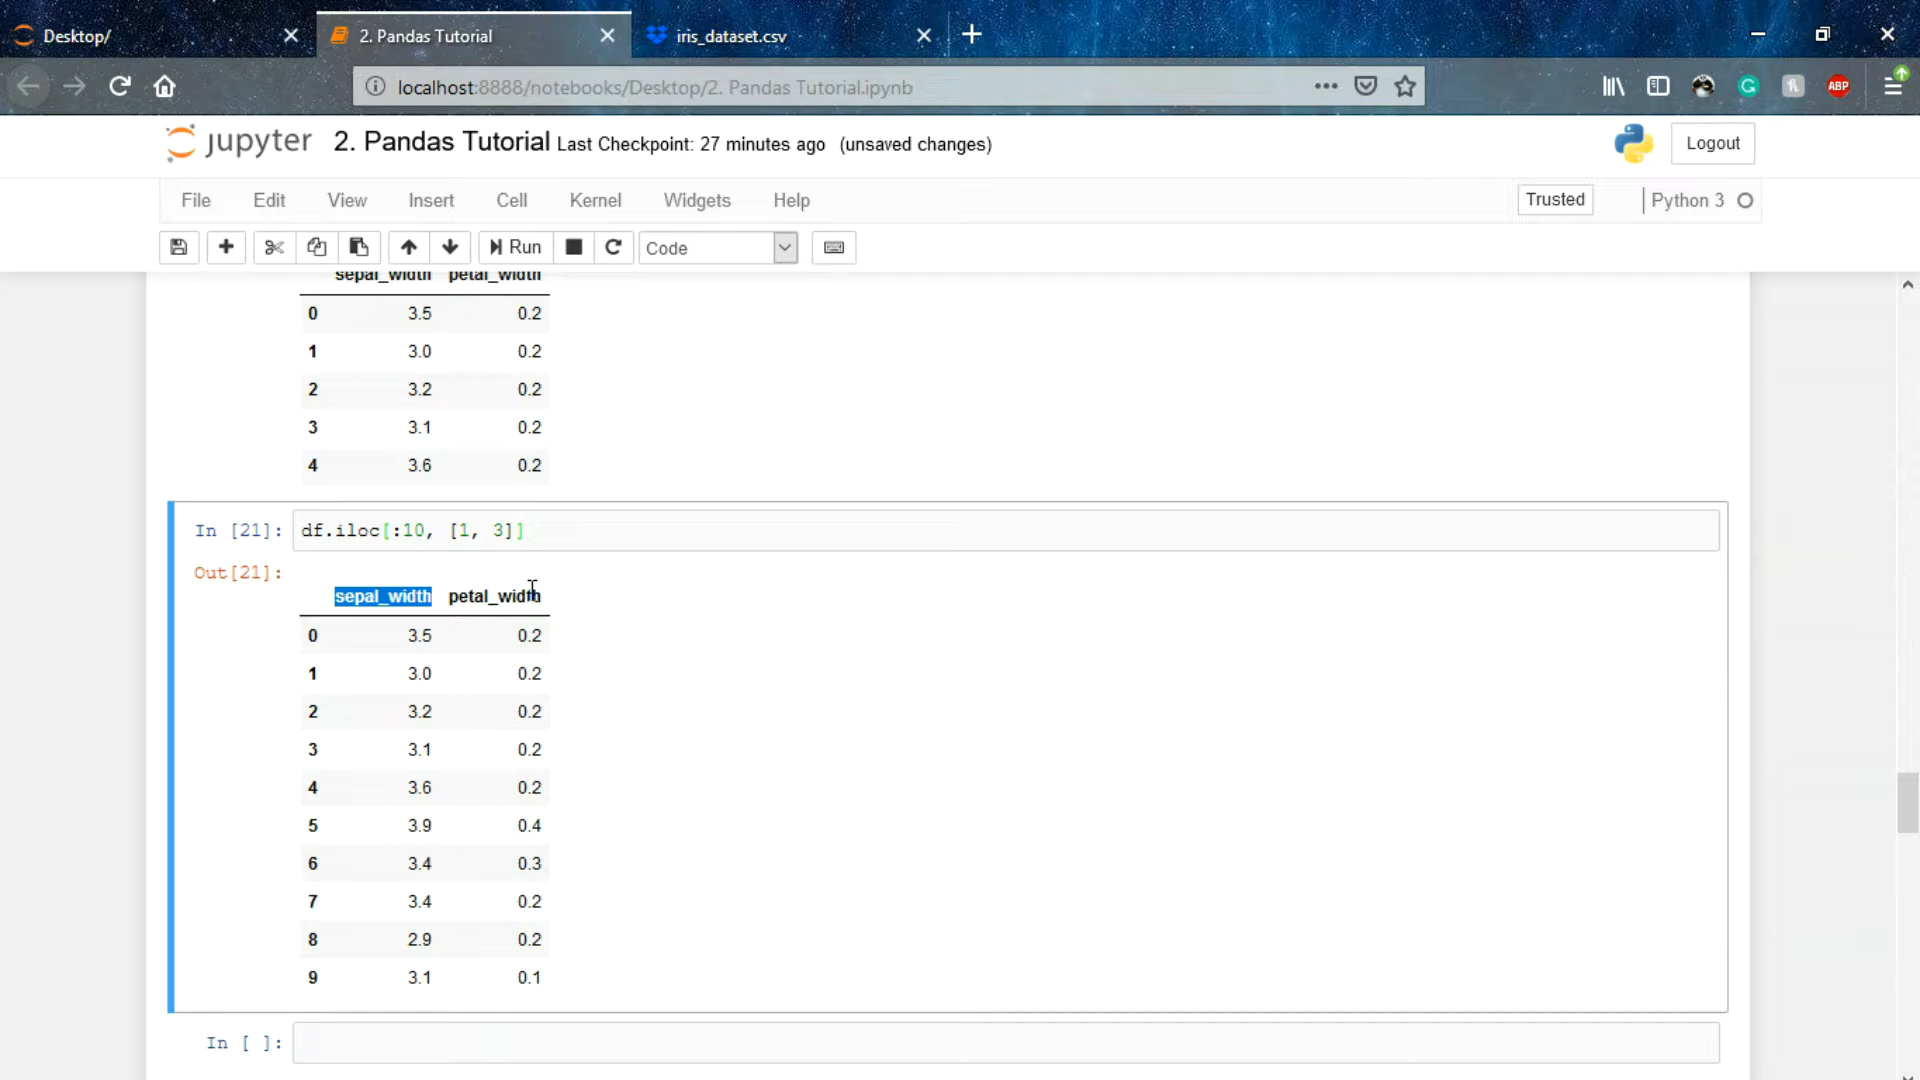 Desktop/
2. Pandas Tutorial
iris_dataset.csv
localhost:8888/notebooks/Desktop/2. Pandas Tutorial.ipynb
ABP
jupyter 2. Pandas Tutorial Last Checkpoint: 27 minutes ago (unsaved changes)
Logout
File Edit View Insert Cell Kernel Widgets Help
Trusted
Python 3
Run
Code
sepal_width petal_width
0 3.5 0.2
1 3.0 0.2
2 3.2 0.2
3 3.1 0.2
4 3.6 0.2
In [21]: df.iloc[:10, [1, 3]]
Out[21]:
sepal_width petal_width
0 3.5 0.2
1 3.0 0.2
2 3.2 0.2
3 3.1 0.2
4 3.6 0.2
5 3.9 0.4
6 3.4 0.3
7 3.4 0.2
8 2.9 0.2
9 3.1 0.1
In [ ]: